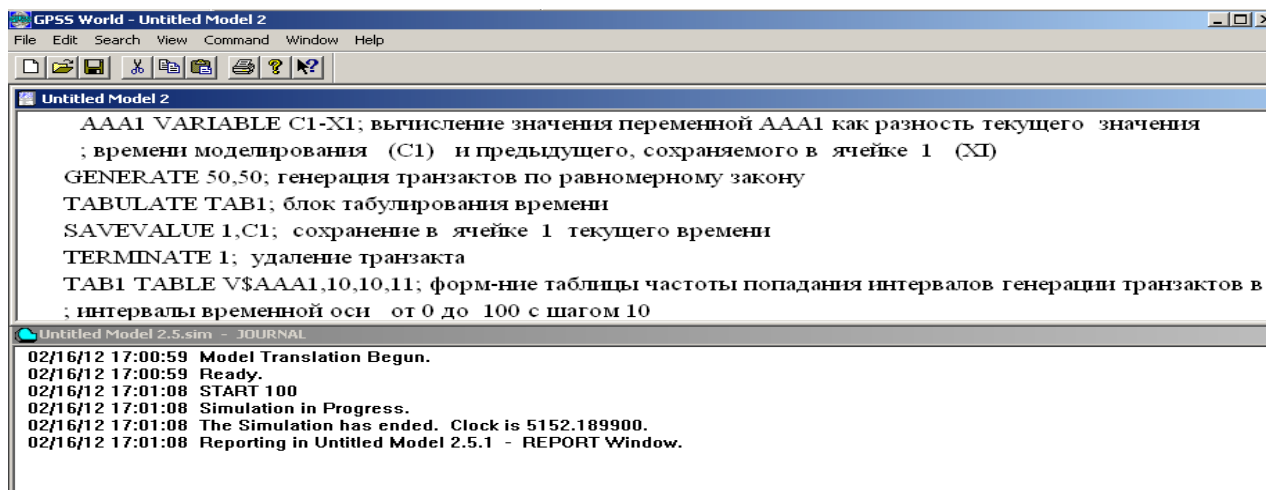 GPSS World - Untitled Model 2
File Edit Search View Command Window Help
Untitled Model 2
AAA1 VARIABLE C1-X1; вычисление значения переменной AAA1 как разность текущего значения
; времени моделирования (C1) и предыдущего, сохраняемого в ячейке 1 (XI)
GENERATE 50,50; генерация транзактов по равномерному закону
TABULATE TAB1; блок табулирования времени
SAVEVALUE 1,C1; сохранение в ячейке 1 текущего времени
TERMINATE 1; удаление транзакта
TAB1 TABLE V$AAA1,10,10,11; форм-ние таблицы частоты попадания интервалов генерации транзактов в
; интервалы временной оси от 0 до 100 с шагом 10
Untitled Model 2.5.sim - JOURNAL
02/16/12 17:00:59 Model Translation Begun.
02/16/12 17:00:59 Ready.
02/16/12 17:01:08 START 100
02/16/12 17:01:08 Simulation in Progress.
02/16/12 17:01:08 The Simulation has ended. Clock is 5152.189900.
02/16/12 17:01:08 Reporting in Untitled Model 2.5.1 - REPORT Window.